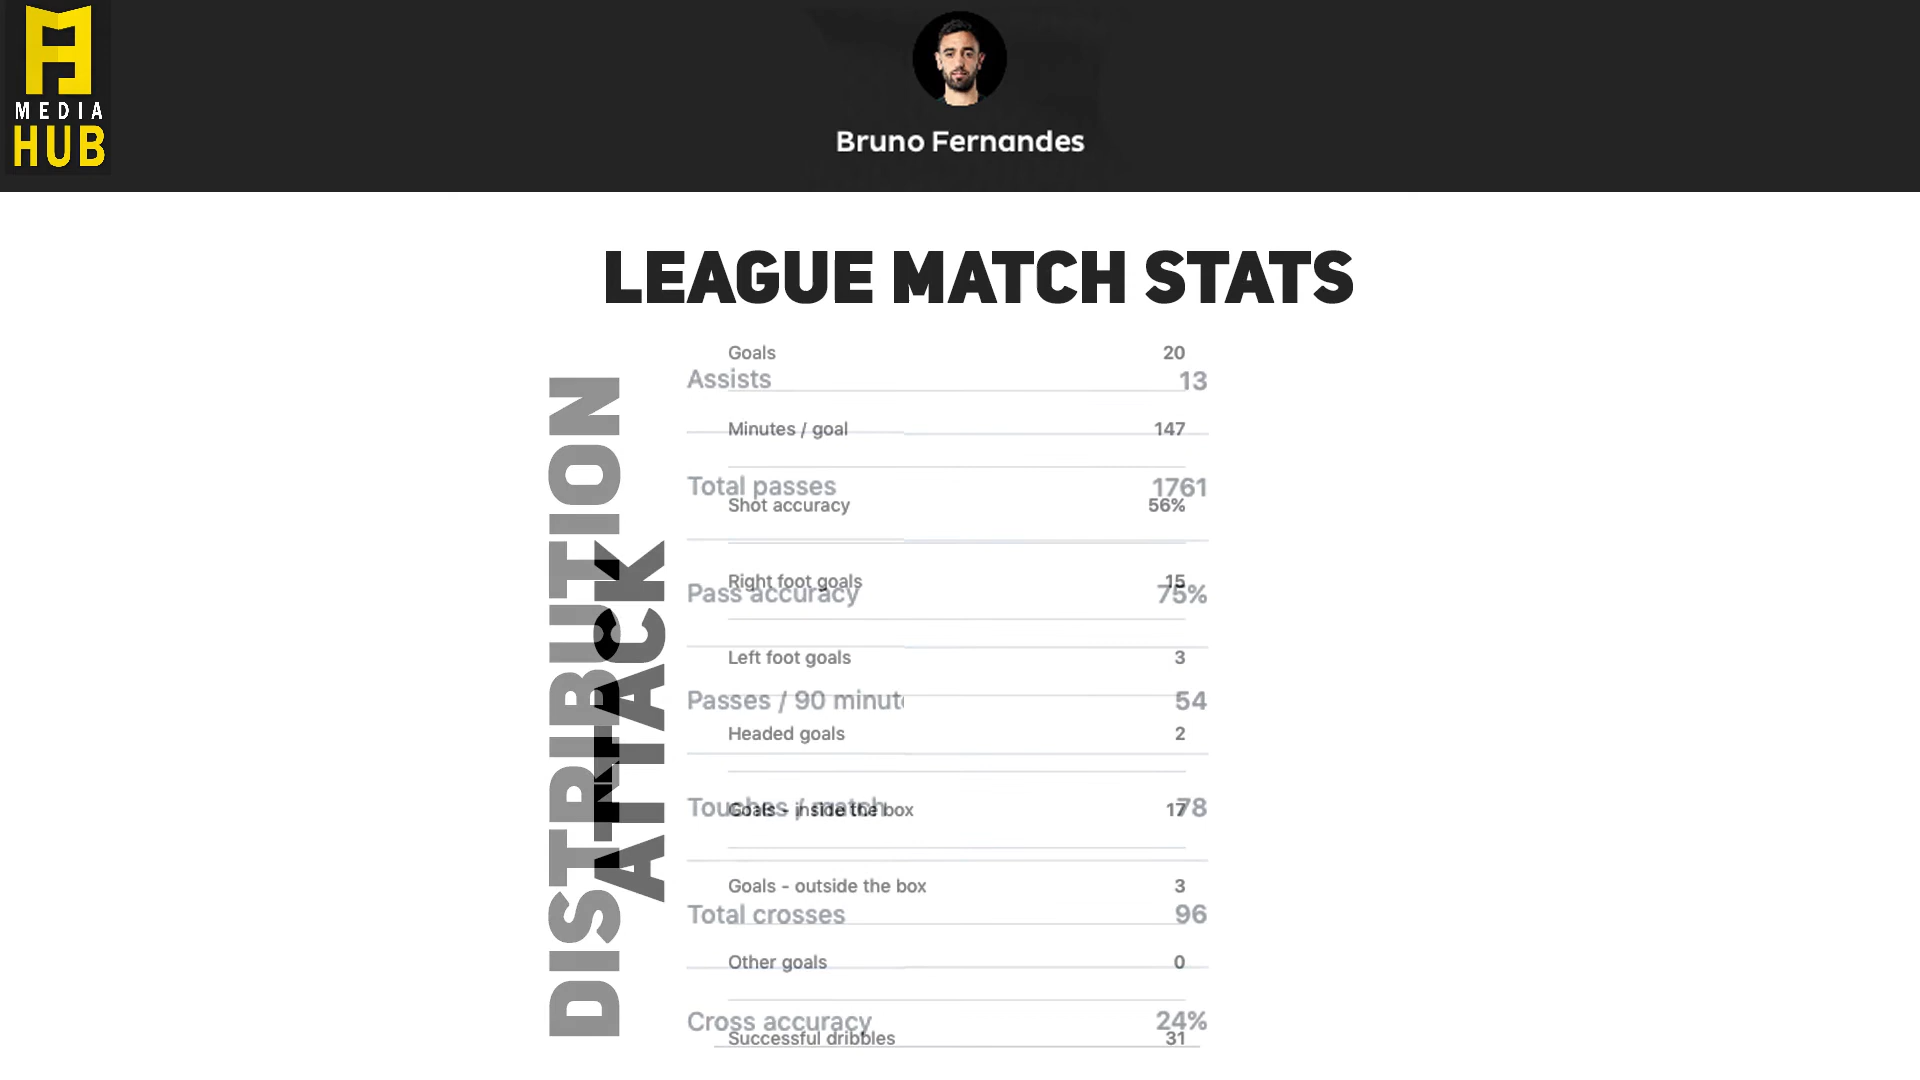 MEDIA
HUB
Bruno Fernandes
LEAGUE MATCH STATS
DISTRIBUTION
ATTACK
Goals 20
Assists 13
Minutes / goal 147
Total passes 1761
Shot accuracy 56%
Right foot goals 15
Pass accuracy 75%
Left foot goals 3
Passes / 90 minut 54
Headed goals 2
Touches / match 78
Goals - inside the box 17
Goals - outside the box 3
Total crosses 96
Other goals 0
Cross accuracy 24%
Successful dribbles 31